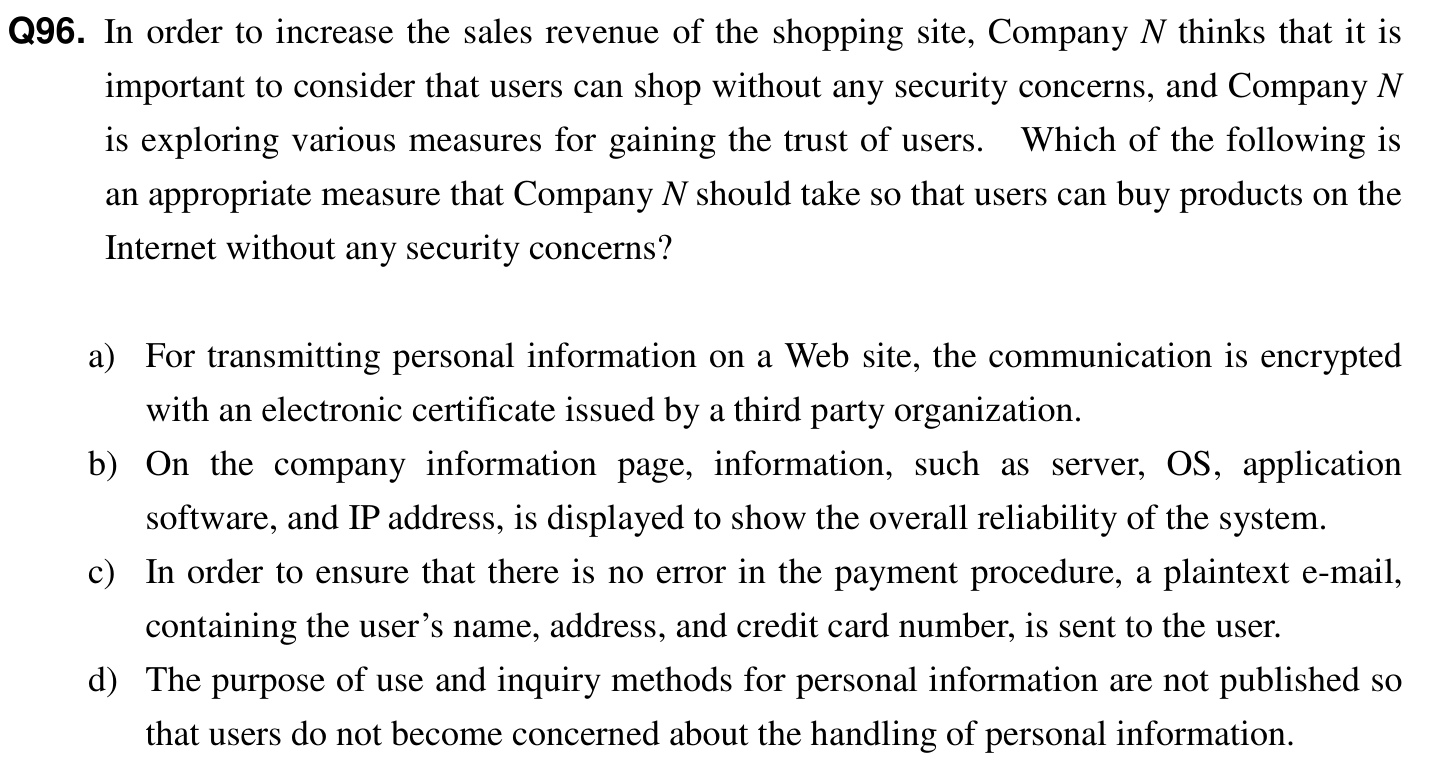 Q96. In order to increase the sales revenue of the shopping site, Company N thinks that it is
important to consider that users can shop without any security concerns, and Company N
is exploring various measures for gaining the trust of users. Which of the following is
an appropriate measure that Company N should take so that users can buy products on the
Internet without any security concerns?
a) For transmitting personal information on a Web site, the communication is encrypted
with an electronic certificate issued by a third party organization.
b) On the company information page, information, such as server, OS, application
software, and IP address, is displayed to show the overall reliability of the system.
c) In order to ensure that there is no error in the payment procedure, a plaintext e-mail,
containing the user’s name, address, and credit card number, is sent to the user.
d) The purpose of use and inquiry methods for personal information are not published so
that users do not become concerned about the handling of personal information.